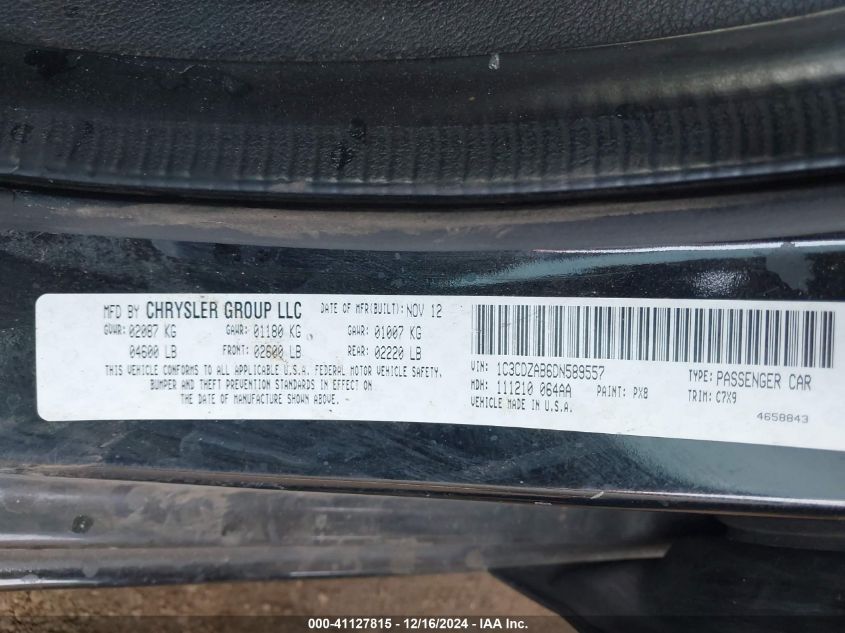 MFD BY CHRYSLER GROUP LLC DATE OF MFR(BUILT): NOV 12
GVWR: 02087 KG GAWR: 01180 KG GAWR: 01007 KG
04600 LB FRONT: 02600 LB REAR: 02220 LB
THIS VEHICLE CONFORMS TO ALL APPLICABLE U.S.A. FEDERAL MOTOR VEHICLE SAFETY,
BUMPER AND THEFT PREVENTION STANDARDS IN EFFECT ON
THE DATE OF MANUFACTURE SHOWN ABOVE.
VIN: 1C3CDZAB6DN589557 TYPE: PASSENGER CAR
MDH: 111210 064AA PAINT: PX8 TRIM: C7X9
VEHICLE MADE IN U.S.A.
4658843
000-41127815 - 12/16/2024 - IAA Inc.